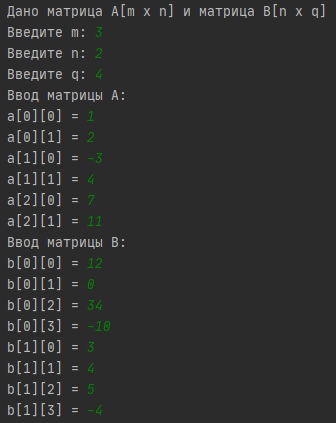 Дано матрица A[m x n] и матрица B[n x q]
Введите m: 3
Введите n: 2
Введите q: 4
Ввод матрицы A:
a[0][0] = 1
a[0][1] = 2
a[1][0] = -3
a[1][1] = 4
a[2][0] = 7
a[2][1] = 11
Ввод матрицы B:
b[0][0] = 12
b[0][1] = 0
b[0][2] = 34
b[0][3] = -10
b[1][0] = 3
b[1][1] = 4
b[1][2] = 5
b[1][3] = -4